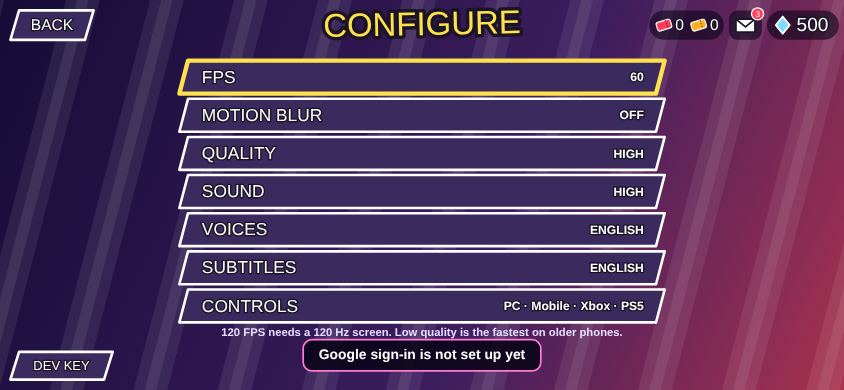 BACK
CONFIGURE
0 0 3 500
FPS 60
MOTION BLUR OFF
QUALITY HIGH
SOUND HIGH
VOICES ENGLISH
SUBTITLES ENGLISH
CONTROLS PC · Mobile · Xbox · PS5
120 FPS needs a 120 Hz screen. Low quality is the fastest on older phones.
Google sign-in is not set up yet
DEV KEY